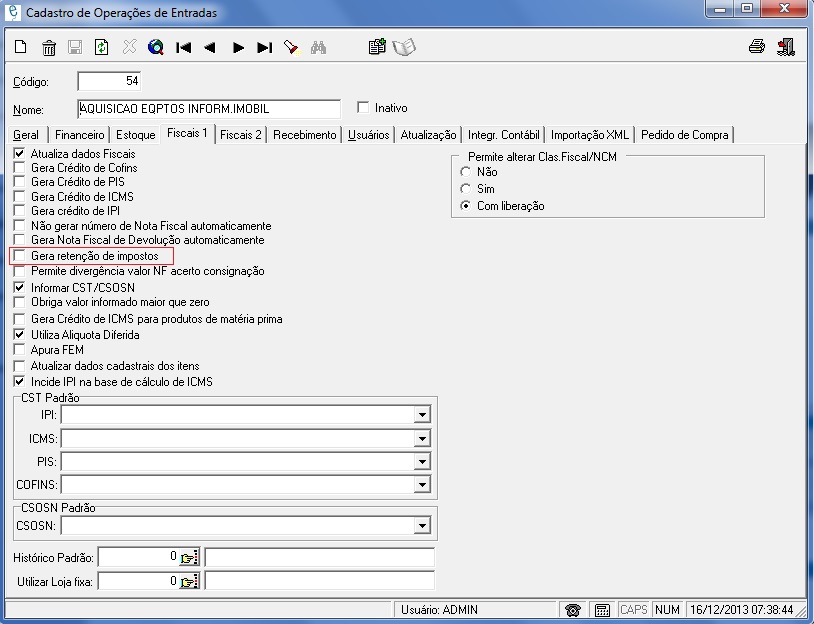 Cadastro de Operações de Entradas
Código: 54
Nome: AQUISICAO EQPTOS INFORM.IMOBIL Inativo
Geral Financeiro Estoque Fiscais 1 Fiscais 2 Recebimento Usuários Atualização Integr. Contábil Importação XML Pedido de Compra
Atualiza dados Fiscais
Gera Crédito de Cofins
Gera Crédito de PIS
Gera Crédito de ICMS
Gera crédito de IPI
Não gerar número de Nota Fiscal automaticamente
Gera Nota Fiscal de Devolução automaticamente
Gera retenção de impostos
Permite divergência valor NF acerto consignação
Informar CST/CSOSN
Obriga valor informado maior que zero
Gera Crédito de ICMS para produtos de matéria prima
Utiliza Aliquota Diferida
Apura FEM
Atualizar dados cadastrais dos itens
Incide IPI na base de cálculo de ICMS
Permite alterar Clas.Fiscal/NCM
Não
Sim
Com liberação
CST Padrão
IPI:
ICMS:
PIS:
COFINS:
CSOSN Padrão
CSOSN:
Histórico Padrão: 0
Utilizar Loja fixa: 0
Usuário: ADMIN CAPS NUM 16/12/2013 07:38:44